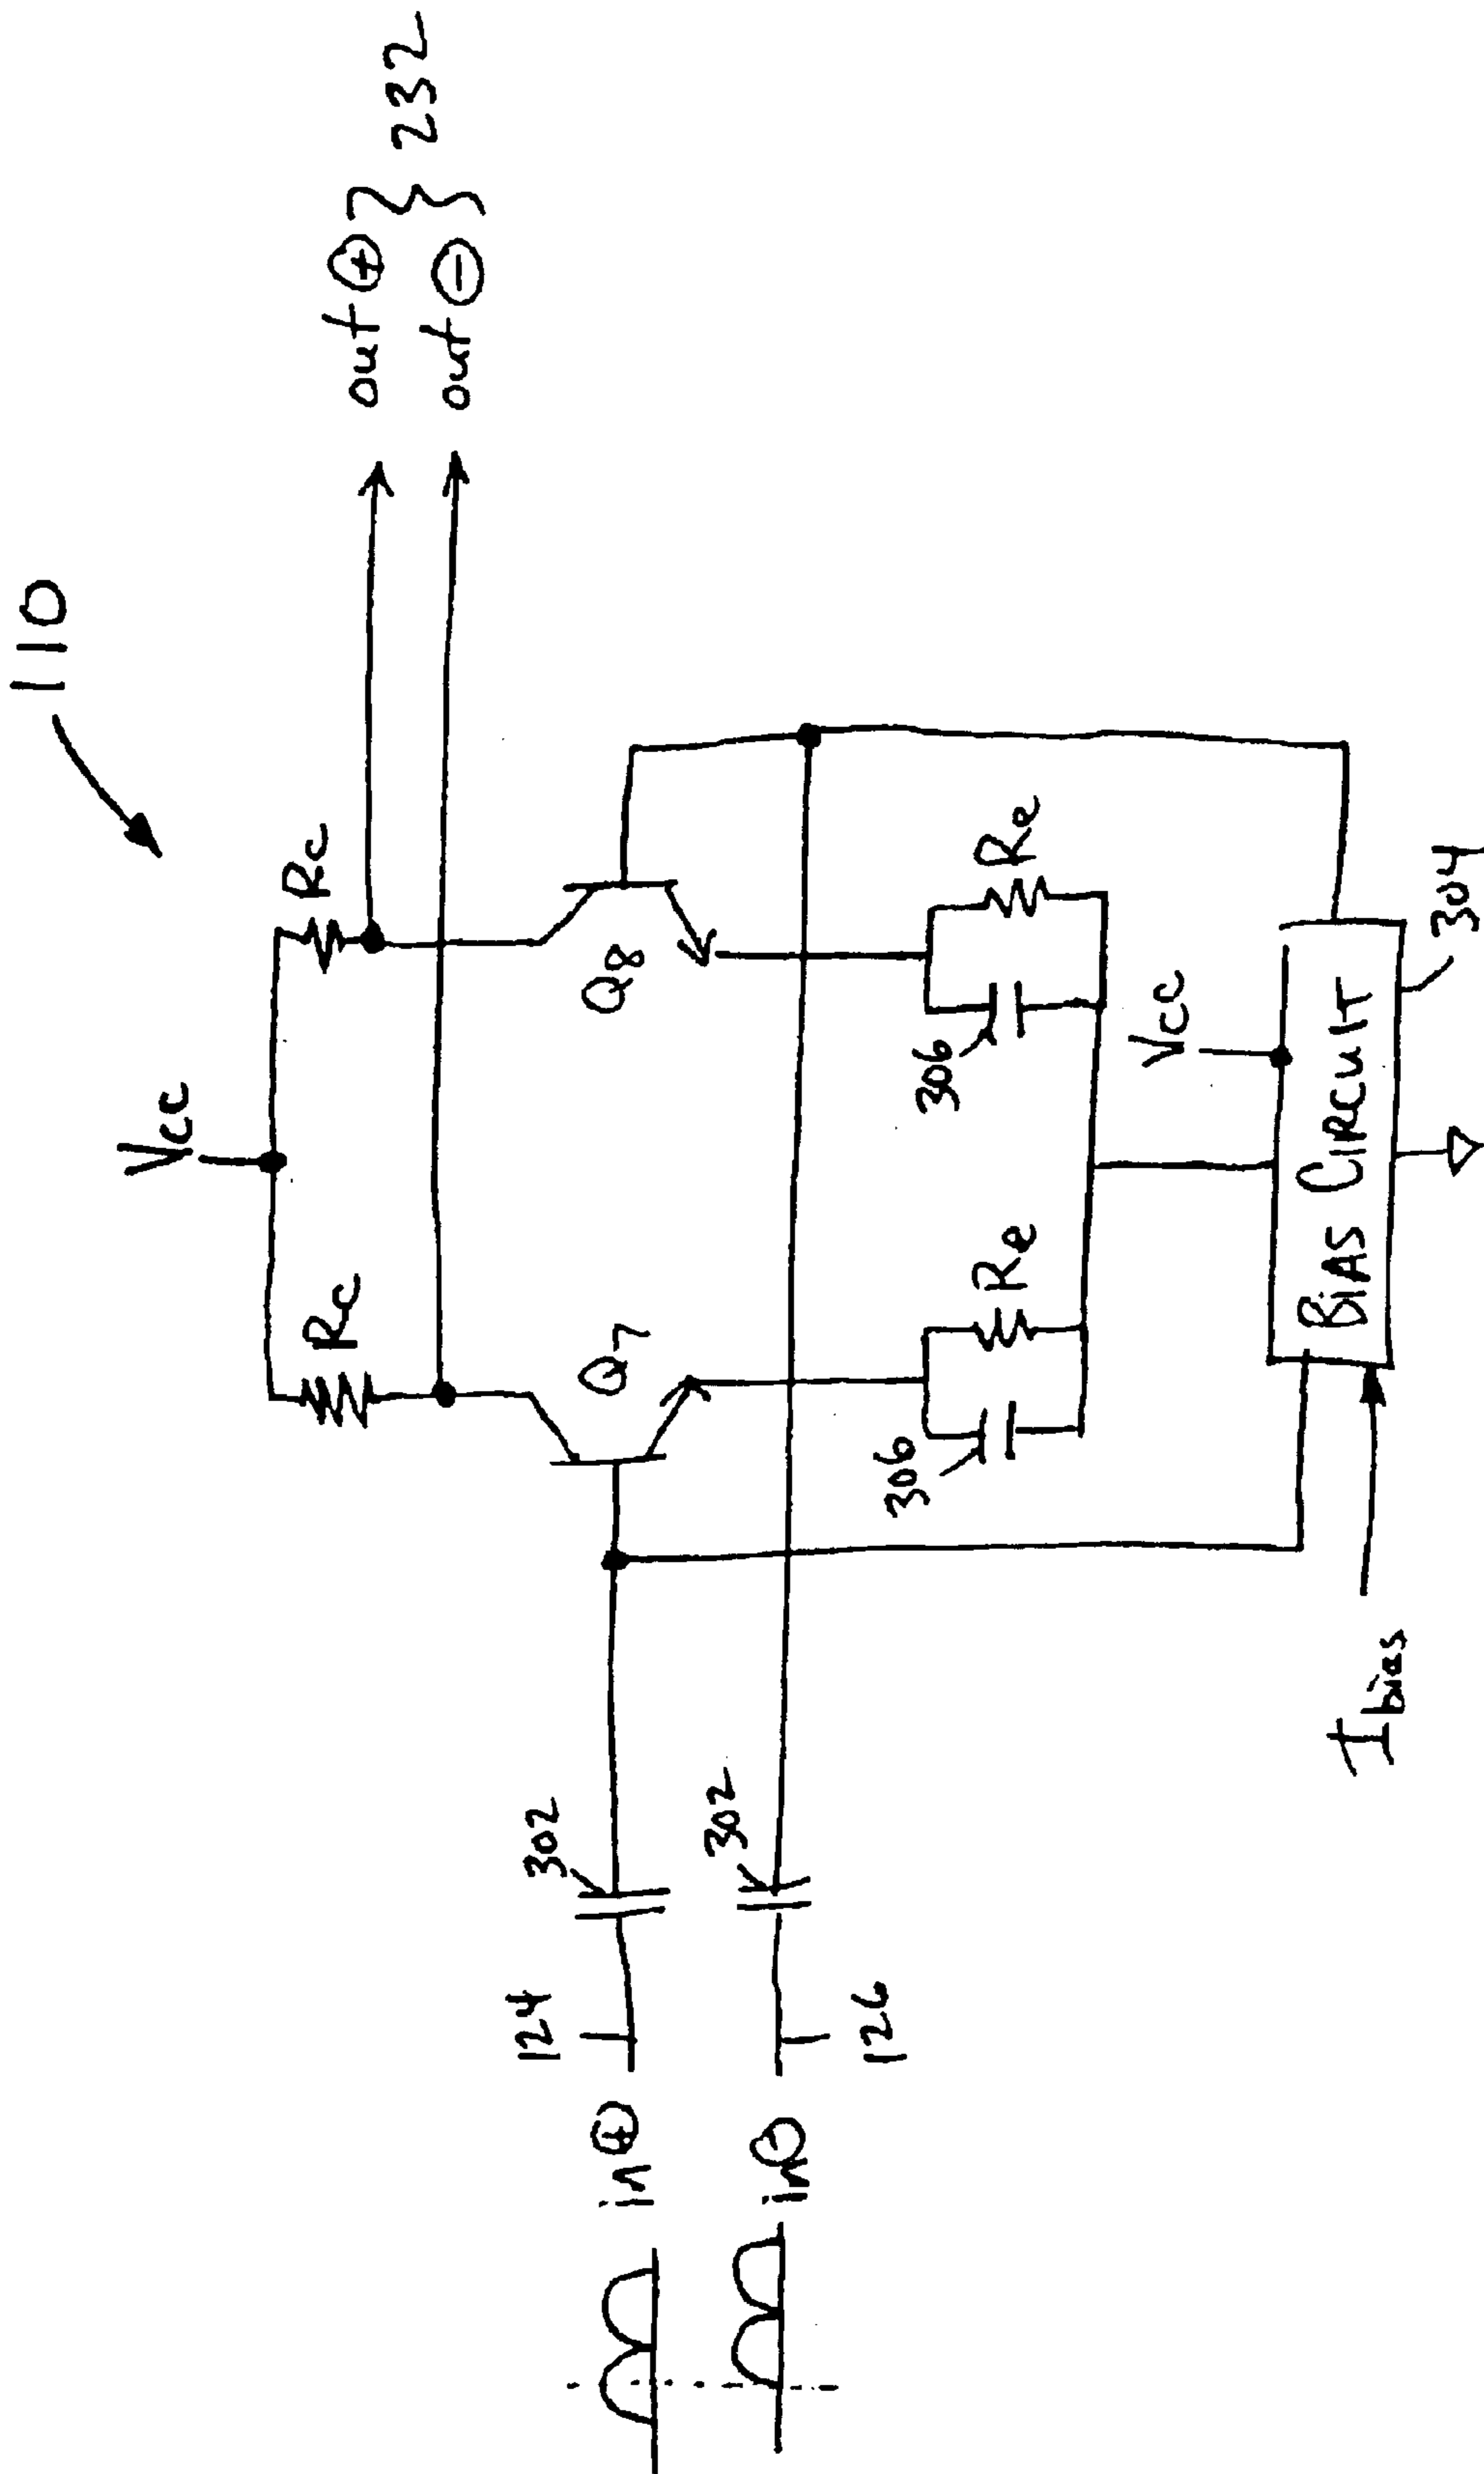 110
Vcc
Rc
Rc
out ⊕ } 232
out ⊖
Q7
Q8
in⊕
124
302
in⊖
126
302
306
Re
306
Re
Vcc
Bias Circuit
304
Ibias